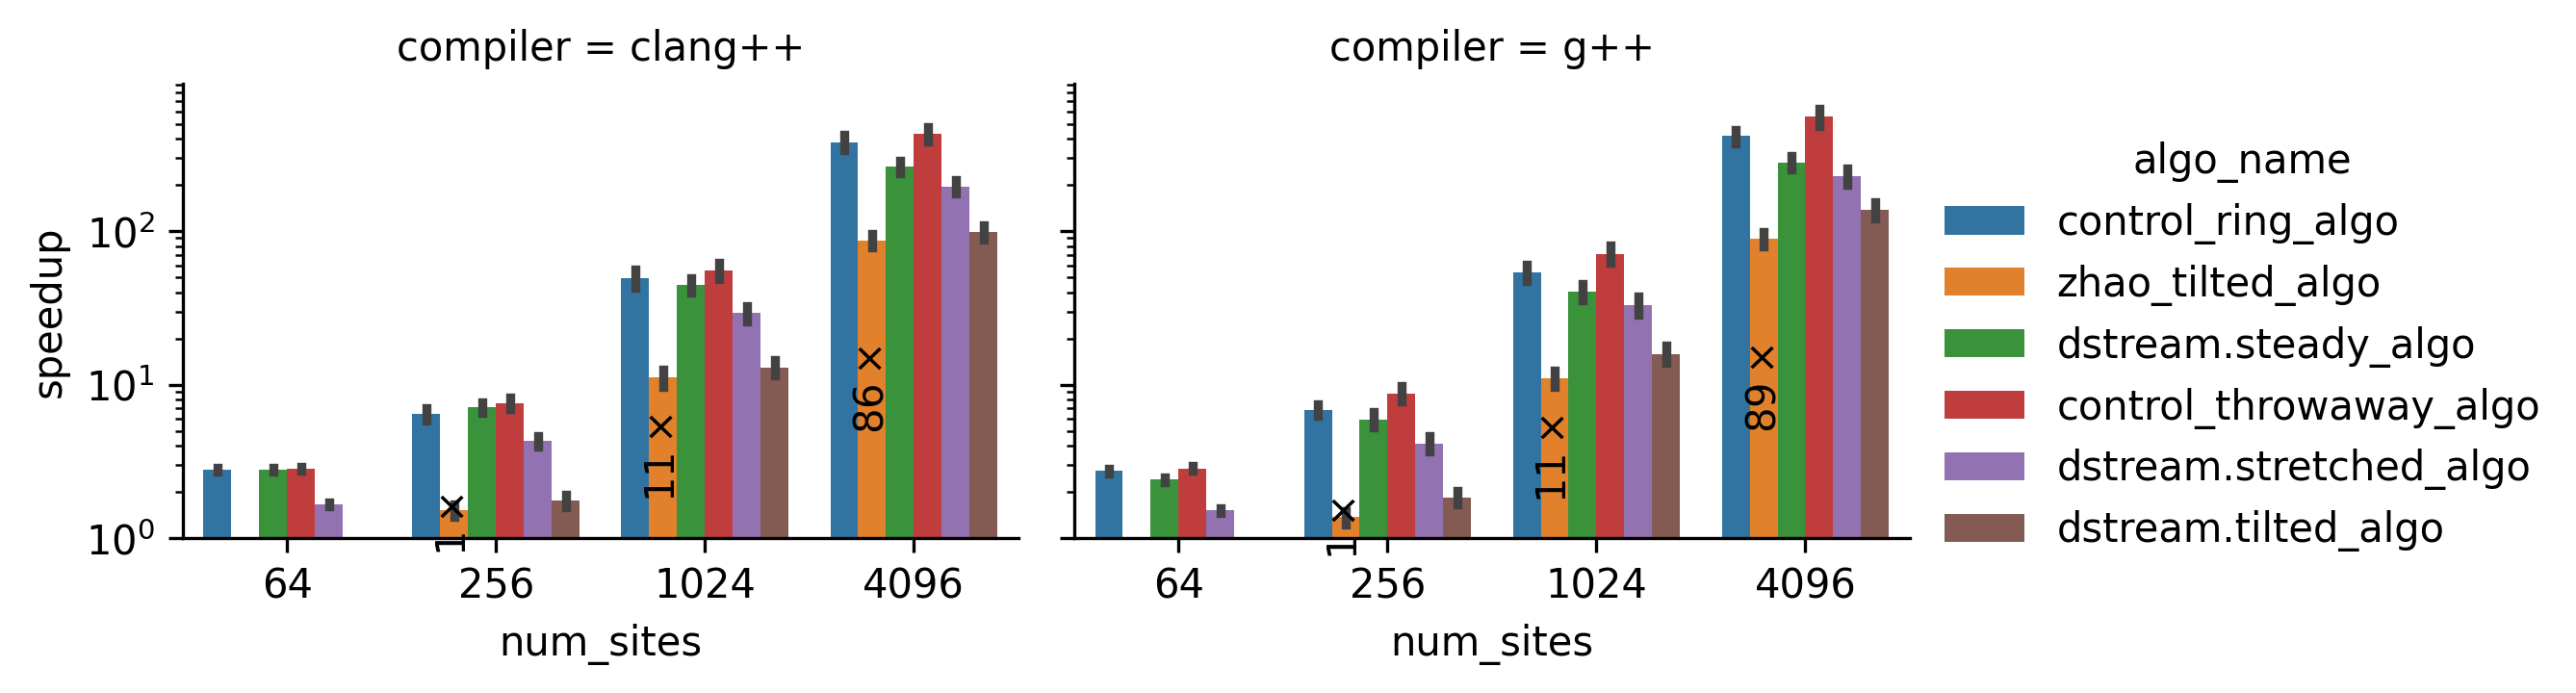 compiler = clang++
compiler = g++
speedup
10²
10¹
10⁰
1 ×
11 ×
86 ×
1 ×
11 ×
89 ×
64
256
1024
4096
64
256
1024
4096
num_sites
num_sites
algo_name
control_ring_algo
zhao_tilted_algo
dstream.steady_algo
control_throwaway_algo
dstream.stretched_algo
dstream.tilted_algo